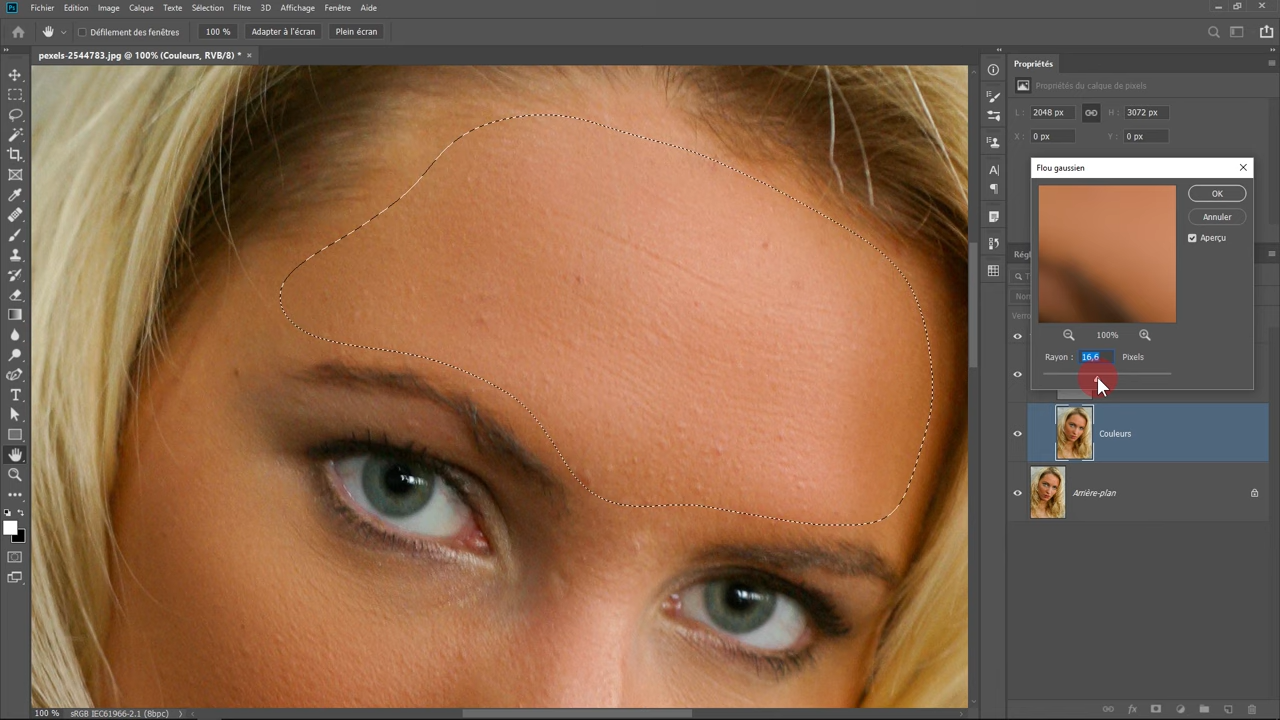 Ps Fichier Edition Image Calque Texte Sélection Filtre 3D Affichage Fenêtre Aide
Défilement des fenêtres 100 % Adapter à l'écran Plein écran
pexels-2544783.jpg @ 100% (Couleurs, RVB/8) * ×
Propriétés
Propriétés du calque de pixels
L : 2048 px H : 3072 px
X : 0 px Y : 0 px
Flou gaussien
OK
Annuler
Aperçu
100%
Rayon : 16,6 Pixels
Couleurs
Arrière-plan
100 % sRGB IEC61966-2.1 (8bpc)